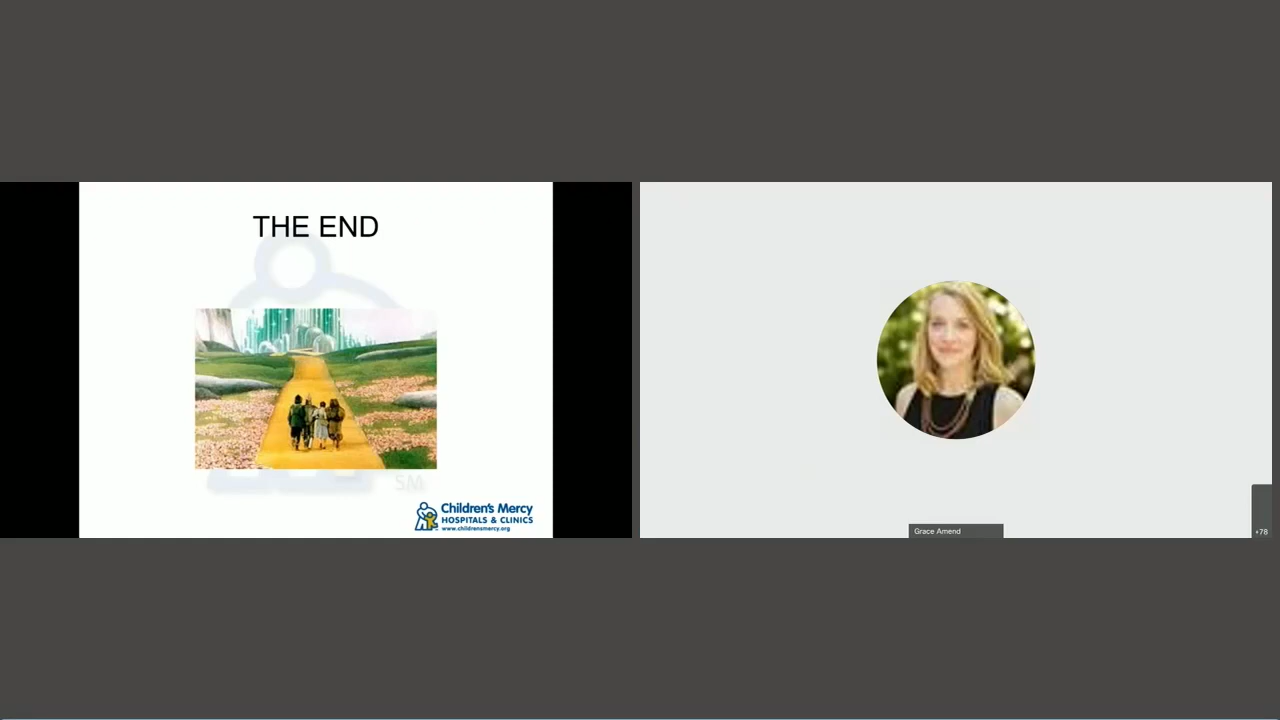 THE END
SM
Children's Mercy
HOSPITALS & CLINICS
www.childrensmercy.org
Grace Amend
+78